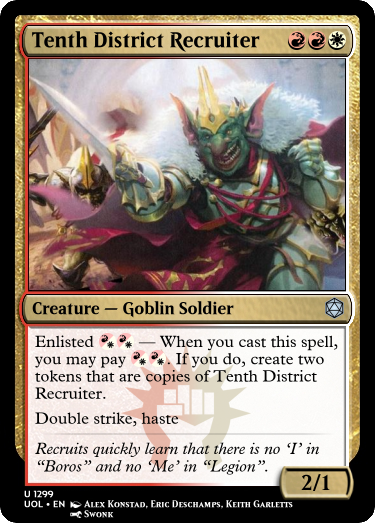 Tenth District Recruiter
Creature — Goblin Soldier
Enlisted — When you cast this spell,
you may pay . If you do, create two
tokens that are copies of Tenth District
Recruiter.
Double strike, haste
Recruits quickly learn that there is no ‘I’ in
“Boros” and no ‘Me’ in “Legion”.
2/1
U 1299
UOL • EN Alex Konstad, Eric Deschamps, Keith Garletts
Swonk